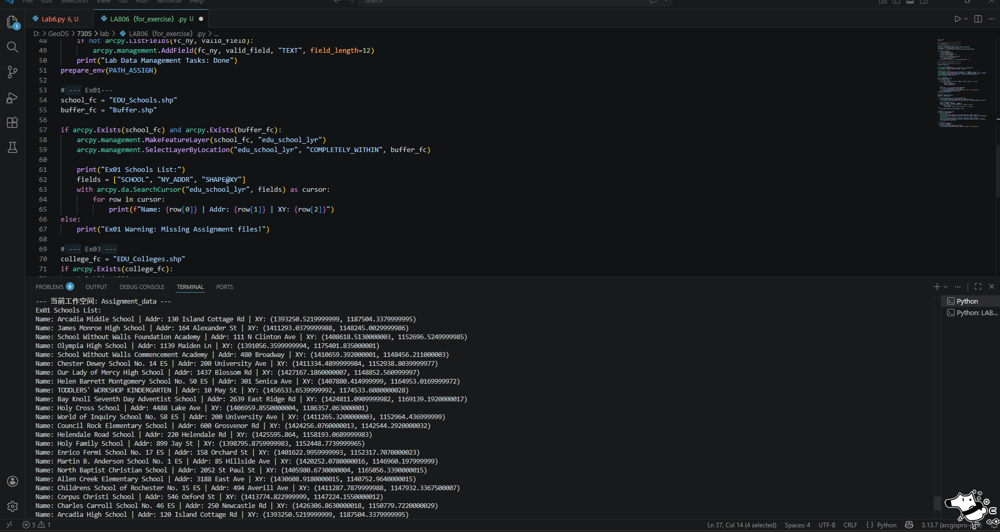 File Edit Selection View Go Run Terminal Help
Search
1
Lab6.py 6, U
LAB06 （for_exercise）.py U
D: > GeoDS > 7305 > lab > LAB06 （for_exercise）.py > ...
48 if not arcpy.ListFields(fc_ny, valid_field):
49 arcpy.management.AddField(fc_ny, valid_field, "TEXT", field_length=12)
50 print("Lab Data Management Tasks: Done")
51 prepare_env(PATH_ASSIGN)
52
53 # --- Ex01---
54 school_fc = "EDU_Schools.shp"
55 buffer_fc = "Buffer.shp"
56
57 if arcpy.Exists(school_fc) and arcpy.Exists(buffer_fc):
58 arcpy.management.MakeFeatureLayer(school_fc, "edu_school_lyr")
59 arcpy.management.SelectLayerByLocation("edu_school_lyr", "COMPLETELY_WITHIN", buffer_fc)
60
61 print("Ex01 Schools List:")
62 fields = ["SCHOOL", "NY_ADDR", "SHAPE@XY"]
63 with arcpy.da.SearchCursor("edu_school_lyr", fields) as cursor:
64 for row in cursor:
65 print(f"Name: {row[0]} | Addr: {row[1]} | XY: {row[2]}")
66 else:
67 print("Ex01 Warning: Missing Assignment files!")
68
69 # --- Ex03 ---
70 college_fc = "EDU_Colleges.shp"
71 if arcpy.Exists(college_fc):
PROBLEMS 6 OUTPUT DEBUG CONSOLE TERMINAL PORTS
Python
Python: LAB...
--- 当前工作空间: Assignment_data ---
Ex01 Schools List:
Name: Arcadia Middle School | Addr: 130 Island Cottage Rd | XY: (1393250.5219999999, 1187504.3379999995)
Name: James Monroe High School | Addr: 164 Alexander St | XY: (1411293.0379999988, 1148245.0029999986)
Name: School Without Walls Foundation Academy | Addr: 111 N Clinton Ave | XY: (1408618.5130000003, 1152696.5249999985)
Name: Olympia High School | Addr: 1139 Maiden Ln | XY: (1391056.3599999994, 1175401.835000001)
Name: School Without Walls Commencement Academy | Addr: 480 Broadway | XY: (1410659.392000001, 1148456.211000003)
Name: Chester Dewey School No. 14 ES | Addr: 200 University Ave | XY: (1411334.4899999984, 1152938.8039999977)
Name: Our Lady of Mercy High School | Addr: 1437 Blossom Rd | XY: (1427167.1860000007, 1148852.560999997)
Name: Helen Barrett Montgomery School No. 50 ES | Addr: 301 Senica Ave | XY: (1407880.414999999, 1164953.0169999972)
Name: TODDLERS' WORKSHOP KINDERGARTEN | Addr: 10 May St | XY: (1456533.6539999992, 1174533.6080000028)
Name: Bay Knoll Seventh Day Adventist School | Addr: 2639 East Ridge Rd | XY: (1424811.0909999982, 1169139.1920000017)
Name: Holy Cross School | Addr: 4488 Lake Ave | XY: (1406959.8550000004, 1186357.063000001)
Name: World of Inquiry School No. 58 ES | Addr: 200 University Ave | XY: (1411265.3200000003, 1152964.436999999)
Name: Council Rock Elementary School | Addr: 600 Grosvenor Rd | XY: (1424256.0760000013, 1142544.2920000032)
Name: Helendale Road School | Addr: 220 Helendale Rd | XY: (1425595.864, 1158193.0689999983)
Name: Holy Family School | Addr: 899 Jay St | XY: (1398795.8759999983, 1152448.7739999965)
Name: Enrico Fermi School No. 17 ES | Addr: 158 Orchard St | XY: (1401622.9959999993, 1152317.7070000023)
Name: Martin B. Anderson School No. 1 ES | Addr: 85 Hillside Ave | XY: (1420252.0780000016, 1146960.197999999)
Name: North Baptist Christian School | Addr: 2052 St Paul St | XY: (1405980.6730000004, 1165056.3390000015)
Name: Allen Creek Elementary School | Addr: 3188 East Ave | XY: (1430608.9180000015, 1140752.9640000015)
Name: Childrens School of Rochester No. 15 ES | Addr: 494 Averill Ave | XY: (1411287.7879999988, 1147932.3367500007)
Name: Corpus Christi School | Addr: 546 Oxford St | XY: (1413774.822999999, 1147224.1550000012)
Name: Charles Carroll School No. 46 ES | Addr: 250 Newcastle Rd | XY: (1426306.8630000018, 1150779.7220000029)
Name: Arcadia High School | Addr: 120 Island Cottage Rd | XY: (1393250.5219999999, 1187504.3379999995)
5 1
Ln 37, Col 14 (4 selected) Spaces: 4 UTF-8 CRLF { } Python 3.13.7 (arcgispro-